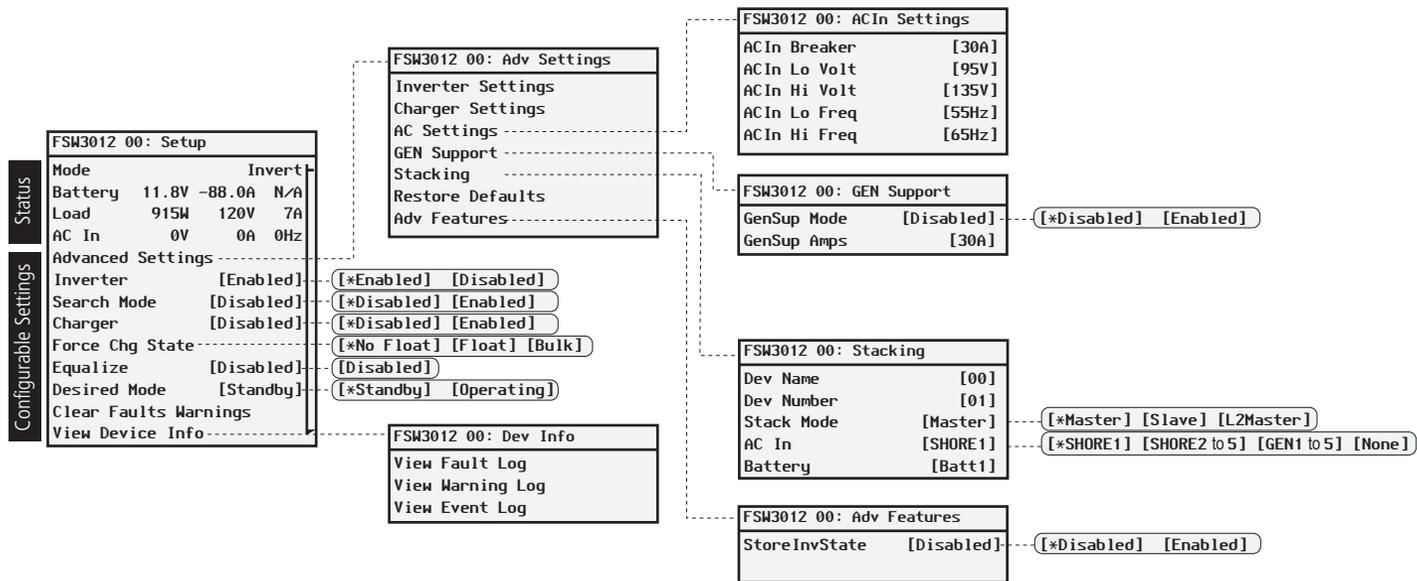 Status
Configurable Settings
FSW3012 00: Setup
Mode Invert
Battery 11.8V -88.0A N/A
Load 915W 120V 7A
AC In 0V 0A 0Hz
Advanced Settings
Inverter [Enabled] [*Enabled] [Disabled]
Search Mode [Disabled] [*Disabled] [Enabled]
Charger [Disabled] [*Disabled] [Enabled]
Force Chg State [*No Float] [Float] [Bulk]
Equalize [Disabled] [Disabled]
Desired Mode [Standby] [*Standby] [Operating]
Clear Faults Warnings
View Device Info
FSW3012 00: Adv Settings
Inverter Settings
Charger Settings
AC Settings
GEN Support
Stacking
Restore Defaults
Adv Features
FSW3012 00: Dev Info
View Fault Log
View Warning Log
View Event Log
FSW3012 00: ACIn Settings
ACIn Breaker [30A]
ACIn Lo Volt [95V]
ACIn Hi Volt [135V]
ACIn Lo Freq [55Hz]
ACIn Hi Freq [65Hz]
FSW3012 00: GEN Support
GenSup Mode [Disabled] [*Disabled] [Enabled]
GenSup Amps [30A]
FSW3012 00: Stacking
Dev Name [00]
Dev Number [01]
Stack Mode [Master] [*Master] [Slave] [L2Master]
AC In [SHORE1] [*SHORE1] [SHORE2 to 5] [GEN1 to 5] [None]
Battery [Batt1]
FSW3012 00: Adv Features
StoreInvState [Disabled] [*Disabled] [Enabled]